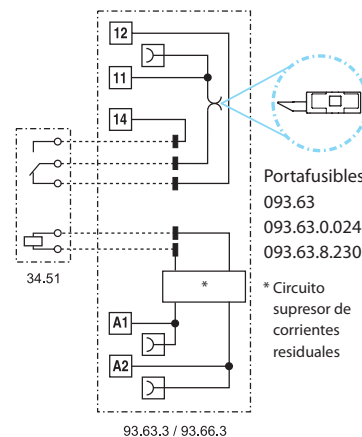 12
11
14
34.51
*
A1
A2
93.63.3 / 93.66.3
Portafusibles
093.63
093.63.0.024
093.63.8.230
* Circuito
supresor de
corrientes
residuales